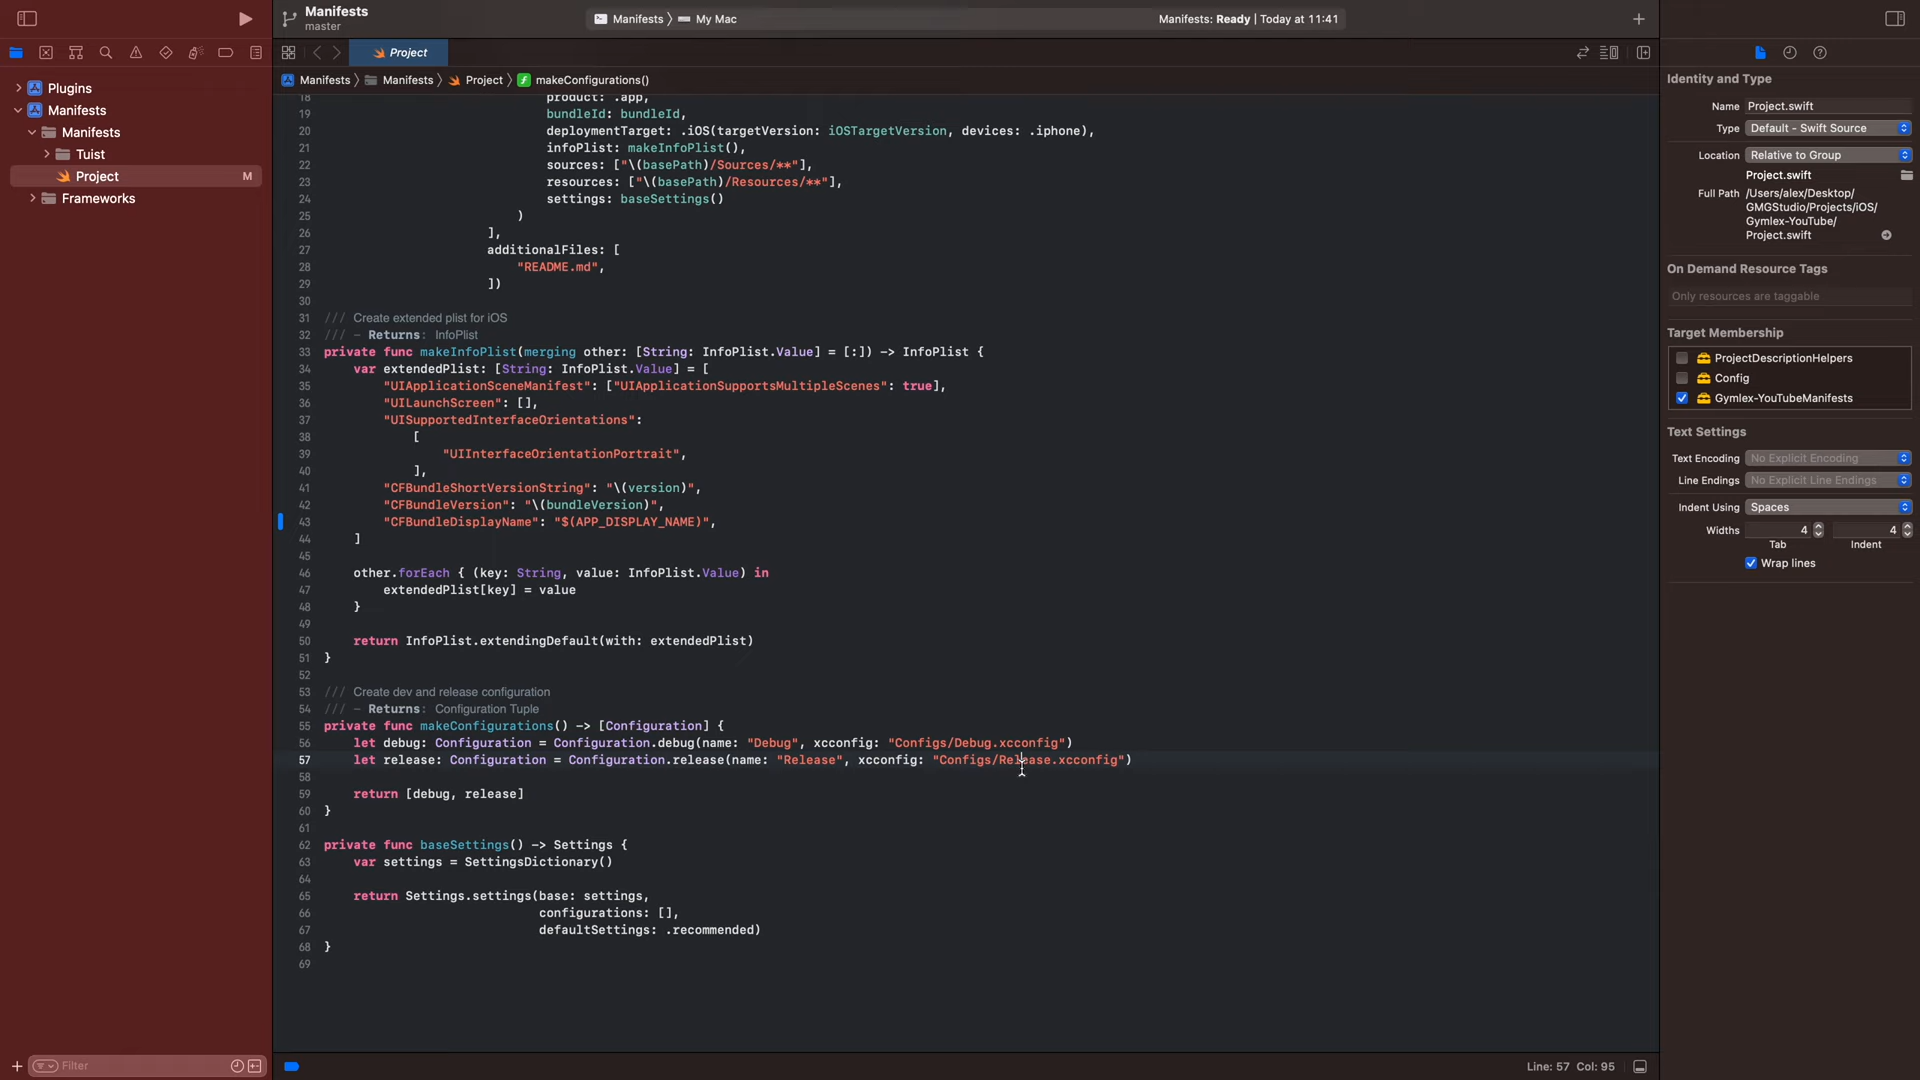 Manifests
master
Manifests
My Mac
Manifests: Ready | Today at 11:41
Project
Manifests
Manifests
Project
makeConfigurations()
Plugins
Manifests
Manifests
Tuist
Project
M
Frameworks
Filter
18 product: .app,
19 bundleId: bundleId,
20 deploymentTarget: .iOS(targetVersion: iOSTargetVersion, devices: .iphone),
21 infoPlist: makeInfoPlist(),
22 sources: ["\(basePath)/Sources/**"],
23 resources: ["\(basePath)/Resources/**"],
24 settings: baseSettings()
25 )
26 ],
27 additionalFiles: [
28 "README.md",
29 ])
30
31 /// Create extended plist for iOS
32 /// - Returns: InfoPlist
33 private func makeInfoPlist(merging other: [String: InfoPlist.Value] = [:]) -> InfoPlist {
34 var extendedPlist: [String: InfoPlist.Value] = [
35 "UIApplicationSceneManifest": ["UIApplicationSupportsMultipleScenes": true],
36 "UILaunchScreen": [],
37 "UISupportedInterfaceOrientations":
38 [
39 "UIInterfaceOrientationPortrait",
40 ],
41 "CFBundleShortVersionString": "\(version)",
42 "CFBundleVersion": "\(bundleVersion)",
43 "CFBundleDisplayName": "$(APP_DISPLAY_NAME)",
44 ]
45
46 other.forEach { (key: String, value: InfoPlist.Value) in
47 extendedPlist[key] = value
48 }
49
50 return InfoPlist.extendingDefault(with: extendedPlist)
51 }
52
53 /// Create dev and release configuration
54 /// - Returns: Configuration Tuple
55 private func makeConfigurations() -> [Configuration] {
56 let debug: Configuration = Configuration.debug(name: "Debug", xcconfig: "Configs/Debug.xcconfig")
57 let release: Configuration = Configuration.release(name: "Release", xcconfig: "Configs/Release.xcconfig")
58
59 return [debug, release]
60 }
61
62 private func baseSettings() -> Settings {
63 var settings = SettingsDictionary()
64
65 return Settings.settings(base: settings,
66 configurations: [],
67 defaultSettings: .recommended)
68 }
69
Line: 57 Col: 95
Identity and Type
Name Project.swift
Type Default - Swift Source
Location Relative to Group
Project.swift
Full Path /Users/alex/Desktop/
GMGStudio/Projects/iOS/
Gymlex-YouTube/
Project.swift
On Demand Resource Tags
Only resources are taggable
Target Membership
ProjectDescriptionHelpers
Config
Gymlex-YouTubeManifests
Text Settings
Text Encoding No Explicit Encoding
Line Endings No Explicit Line Endings
Indent Using Spaces
Widths 4 4
Tab Indent
Wrap lines